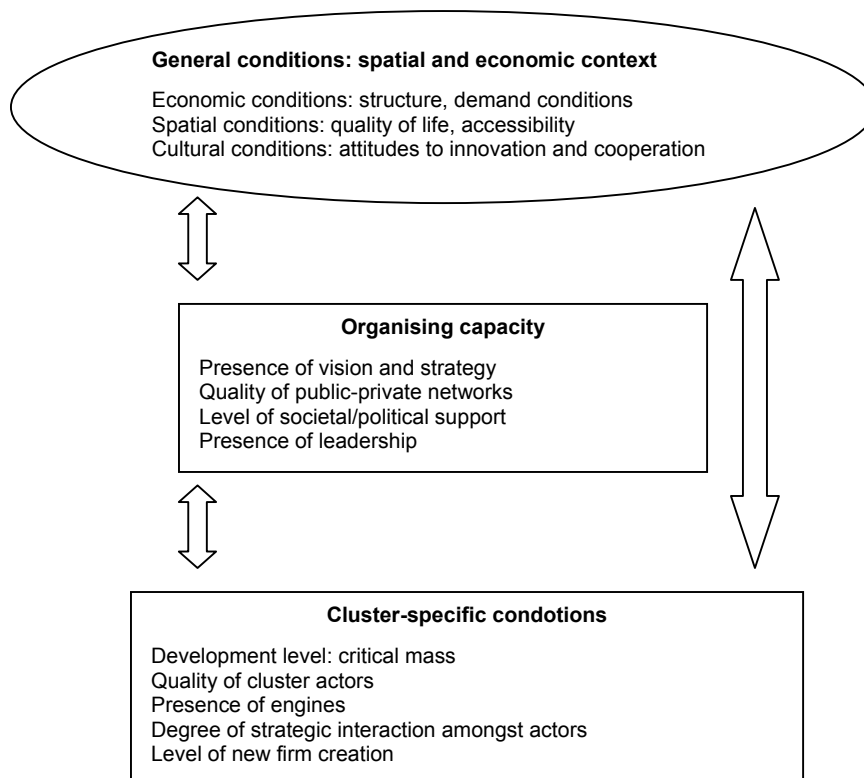 General conditions: spatial and economic context
Economic conditions: structure, demand conditions
Spatial conditions: quality of life, accessibility
Cultural conditions: attitudes to innovation and cooperation
Organising capacity
Presence of vision and strategy
Quality of public-private networks
Level of societal/political support
Presence of leadership
Cluster-specific condotions
Development level: critical mass
Quality of cluster actors
Presence of engines
Degree of strategic interaction amongst actors
Level of new firm creation